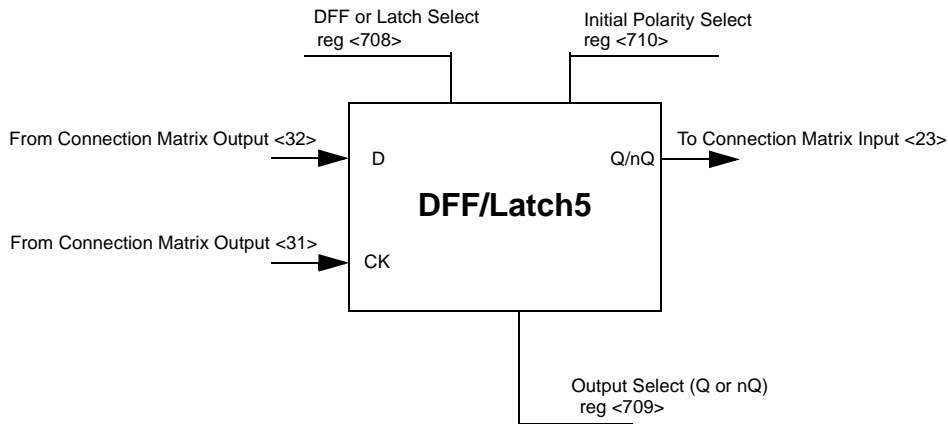 DFF or Latch Select
reg <708>
Initial Polarity Select
reg <710>
From Connection Matrix Output <32>
D
Q/nQ
To Connection Matrix Input <23>
DFF/Latch5
From Connection Matrix Output <31>
CK
Output Select (Q or nQ)
reg <709>